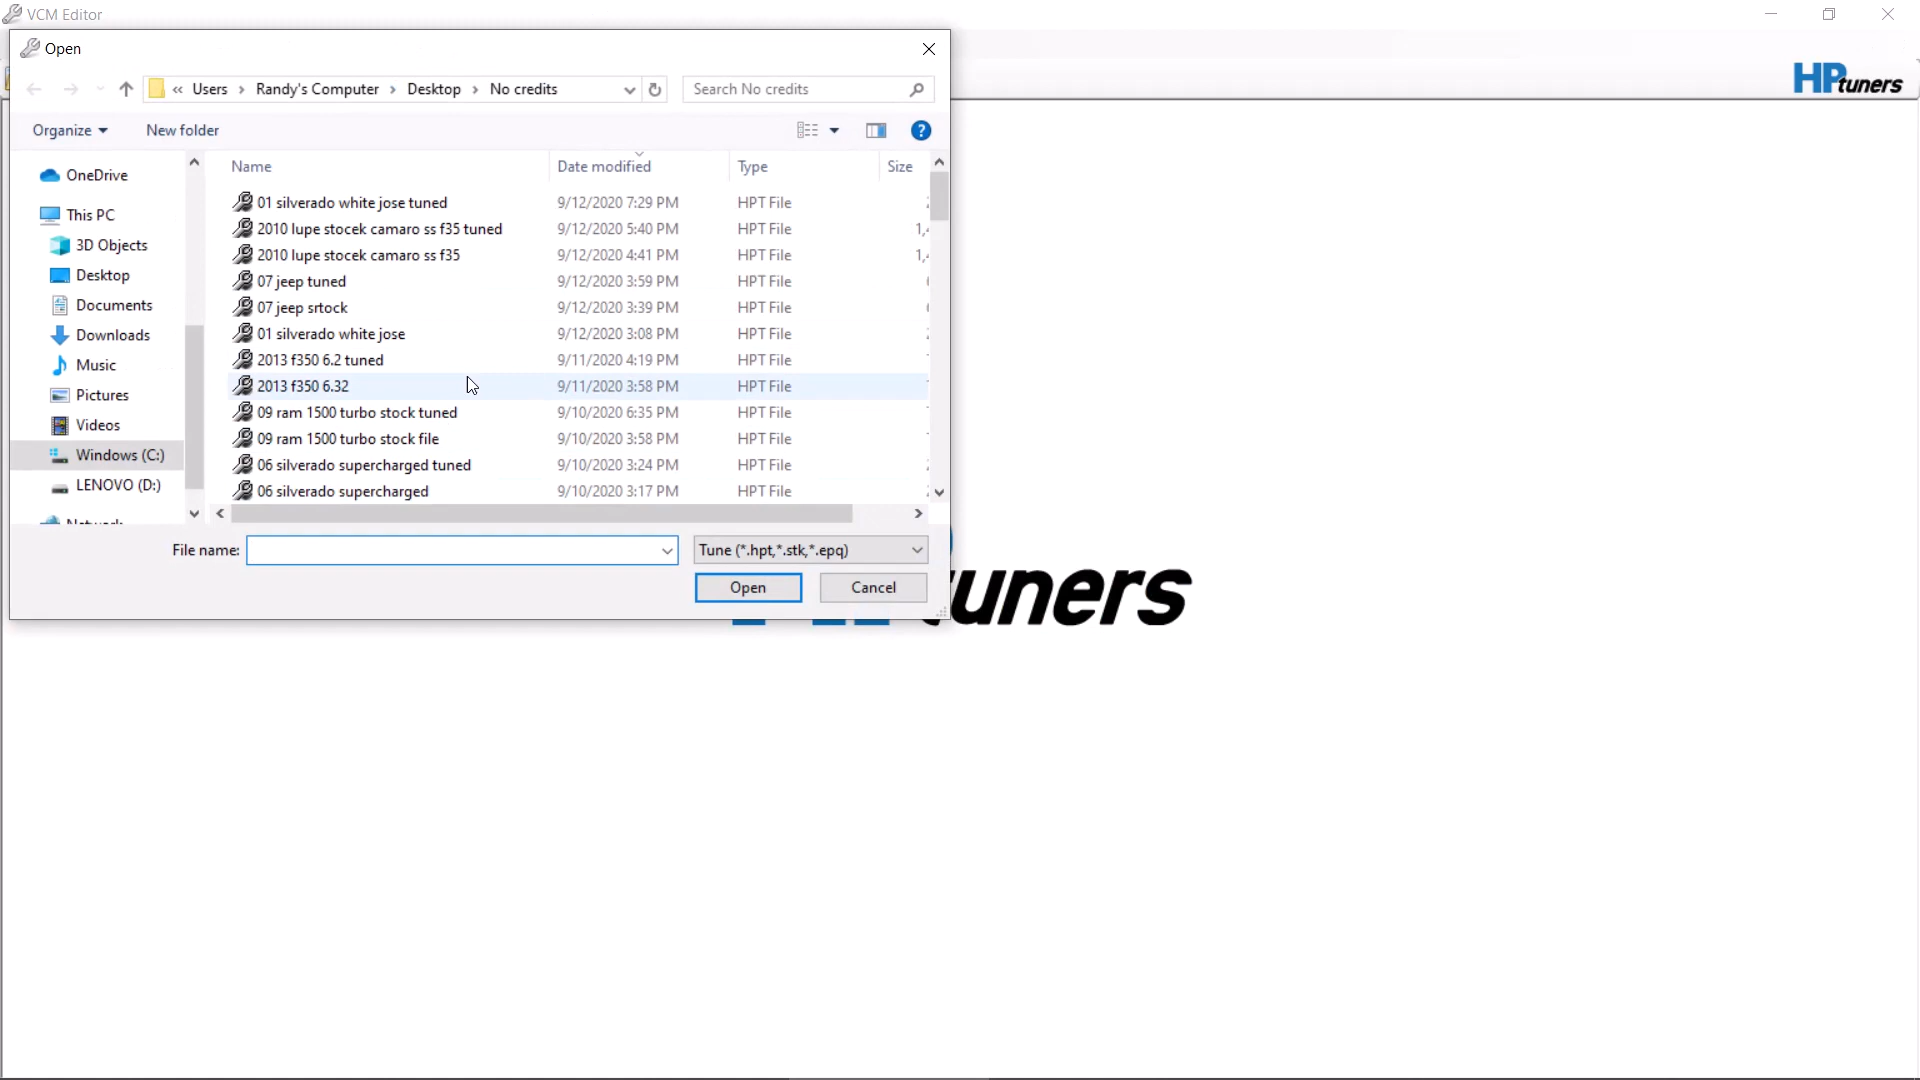 VCM Editor
Open
« Users > Randy's Computer > Desktop > No credits
Search No credits
HPtuners
Organize
New folder
Name
Date modified
Type
Size
OneDrive
This PC
3D Objects
Desktop
Documents
Downloads
Music
Pictures
Videos
Windows (C:)
LENOVO (D:)
01 silverado white jose tuned 9/12/2020 7:29 PM HPT File
2010 lupe stocek camaro ss f35 tuned 9/12/2020 5:40 PM HPT File 1,
2010 lupe stocek camaro ss f35 9/12/2020 4:41 PM HPT File 1,
07 jeep tuned 9/12/2020 3:59 PM HPT File
07 jeep srtock 9/12/2020 3:39 PM HPT File
01 silverado white jose 9/12/2020 3:08 PM HPT File
2013 f350 6.2 tuned 9/11/2020 4:19 PM HPT File
2013 f350 6.32 9/11/2020 3:58 PM HPT File
09 ram 1500 turbo stock tuned 9/10/2020 6:35 PM HPT File
09 ram 1500 turbo stock file 9/10/2020 3:58 PM HPT File
06 silverado supercharged tuned 9/10/2020 3:24 PM HPT File
06 silverado supercharged 9/10/2020 3:17 PM HPT File
File name:
Tune (*.hpt,*.stk,*.epq)
Open
Cancel
tuners